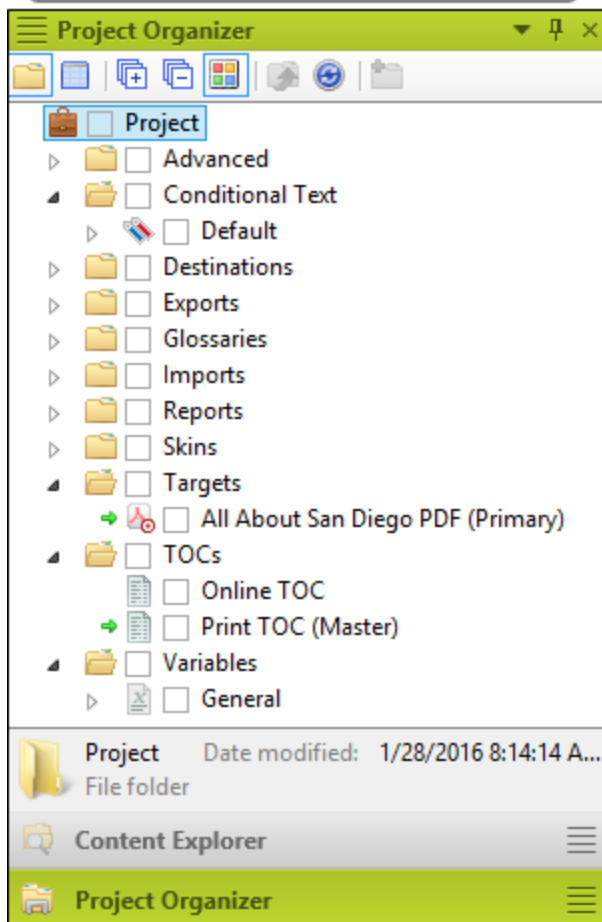 Project Organizer
Project
Advanced
Conditional Text
Default
Destinations
Exports
Glossaries
Imports
Reports
Skins
Targets
All About San Diego PDF (Primary)
TOCs
Online TOC
Print TOC (Master)
Variables
General
Project Date modified: 1/28/2016 8:14:14 A...
File folder
Content Explorer
Project Organizer